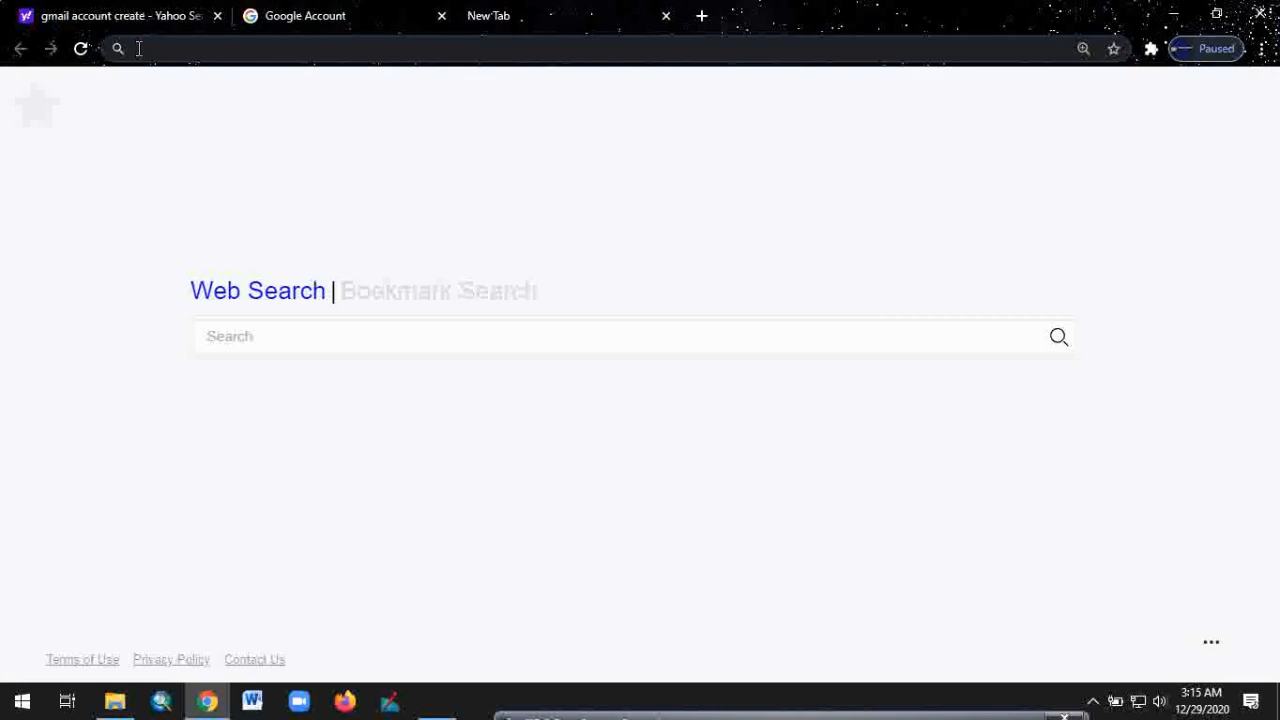 gmail account create - Yahoo Se
Google Account
New Tab
Paused
Web Search | Bookmark Search
Search
Terms of Use Privacy Policy Contact Us
3:15 AM
12/29/2020